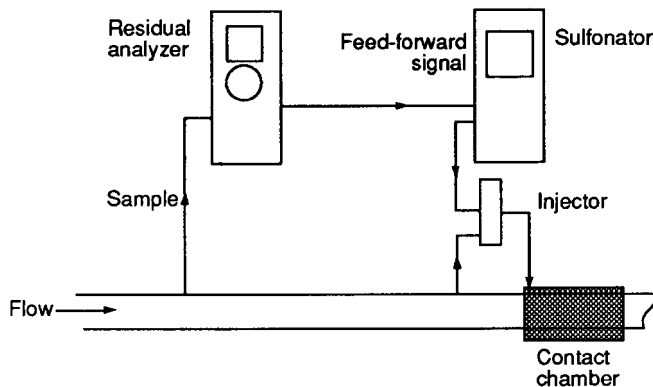 Residual
analyzer
Feed-forward
signal
Sulfonator
Sample
Injector
Flow
Contact
chamber